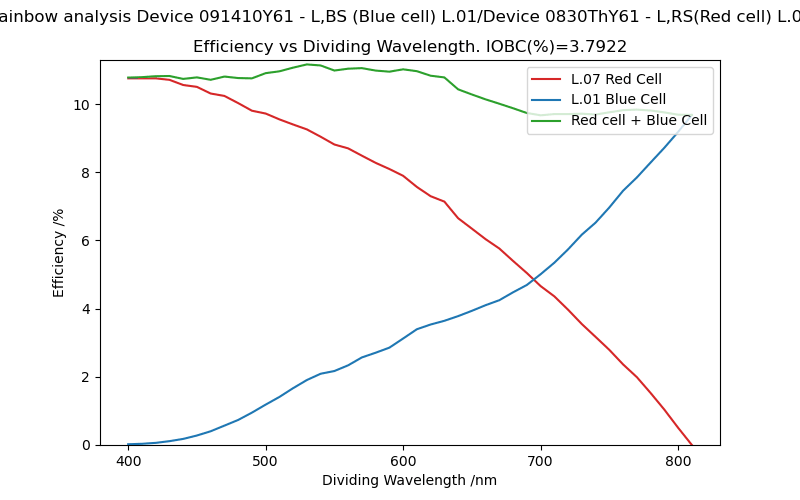 ainbow analysis Device 091410Y61 - L,BS (Blue cell) L.01/Device 0830ThY61 - L,RS(Red cell) L.0
Efficiency vs Dividing Wavelength. IOBC(%)=3.7922
L.07 Red Cell
L.01 Blue Cell
Red cell + Blue Cell
Efficiency /%
10
8
6
4
2
0
400
500
600
700
800
Dividing Wavelength /nm